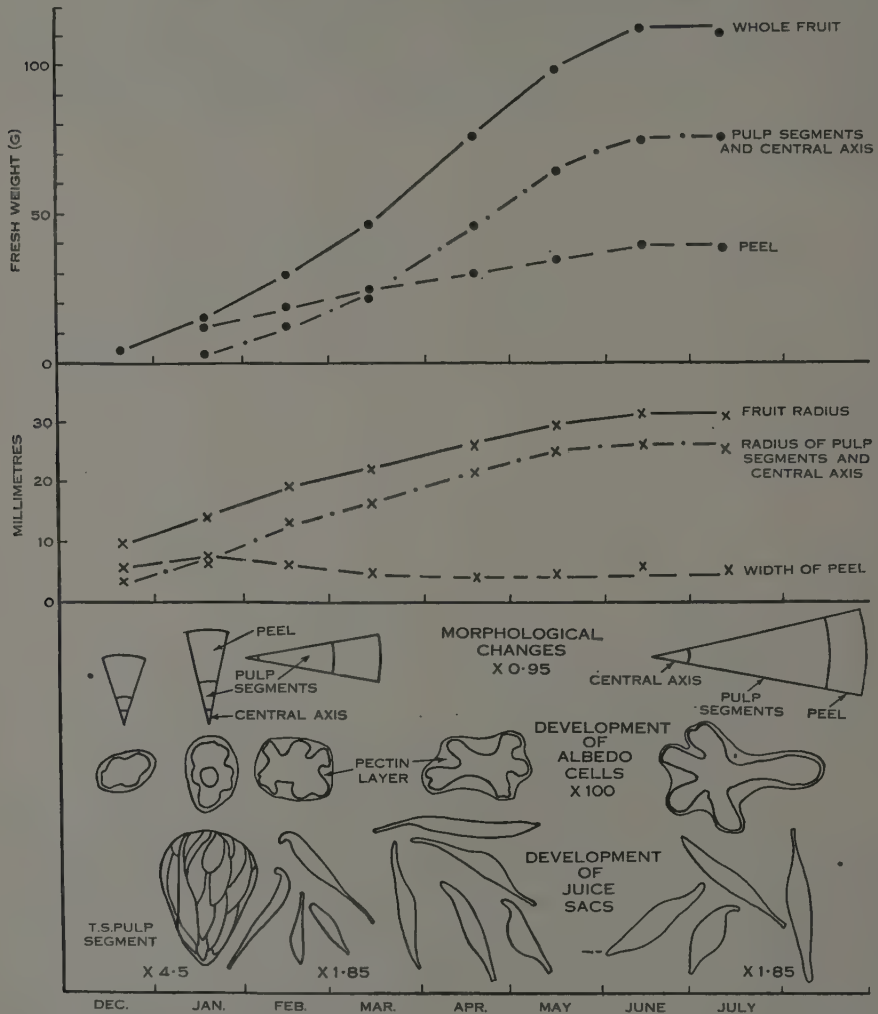 FRESH WEIGHT (G)
100
50
0
WHOLE FRUIT
PULP SEGMENTS
AND CENTRAL AXIS
PEEL
MILLIMETRES
30
20
10
0
FRUIT RADIUS
RADIUS OF PULP
SEGMENTS AND
CENTRAL AXIS
WIDTH OF PEEL
PEEL
PULP
SEGMENTS
CENTRAL AXIS
MORPHOLOGICAL
CHANGES
X 0·95
CENTRAL AXIS
PULP
SEGMENTS
PEEL
PECTIN
LAYER
DEVELOPMENT
OF
ALBEDO
CELLS
X 100
T.S. PULP
SEGMENT
X 4·5
X 1·85
DEVELOPMENT
OF
JUICE
SACS
X 1·85
DEC. JAN. FEB. MAR. APR. MAY JUNE JULY